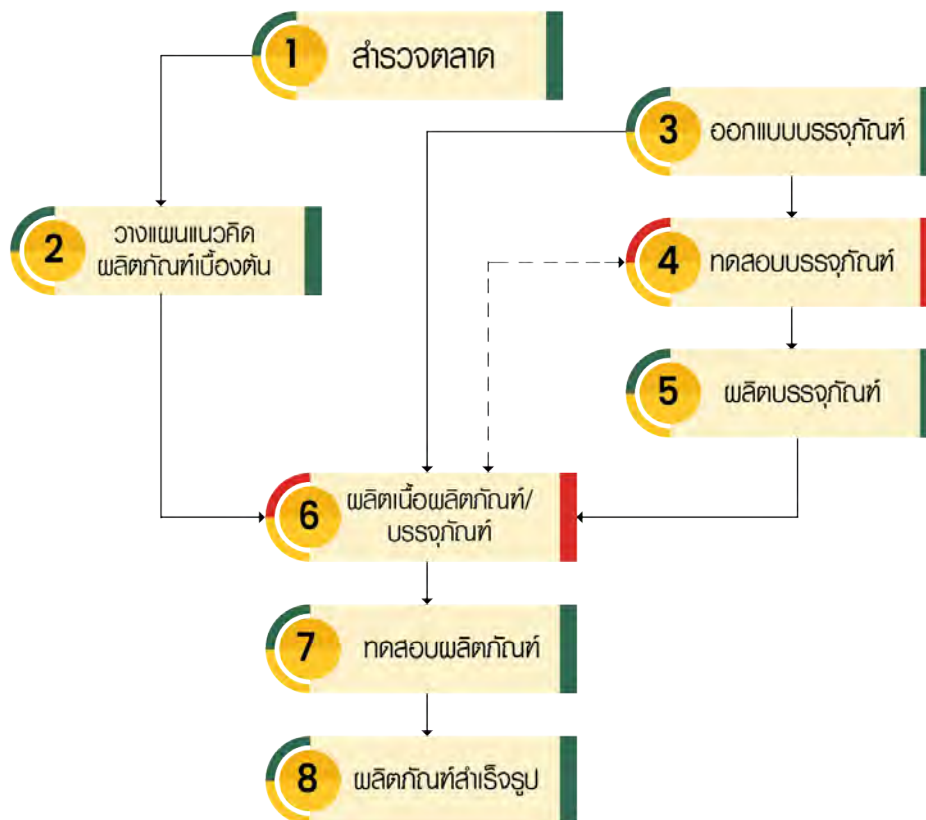 1 สำรวจตลาด
3 ออกแบบบรรจุภัณฑ์
2 วางแผนแนวคิด
ผลิตภัณฑ์เบื้องต้น
4 ทดสอบบรรจุภัณฑ์
5 ผลิตบรรจุภัณฑ์
6 ผลิตเนื้อผลิตภัณฑ์/
บรรจุภัณฑ์
7 ทดสอบผลิตภัณฑ์
8 ผลิตภัณฑ์สำเร็จรูป